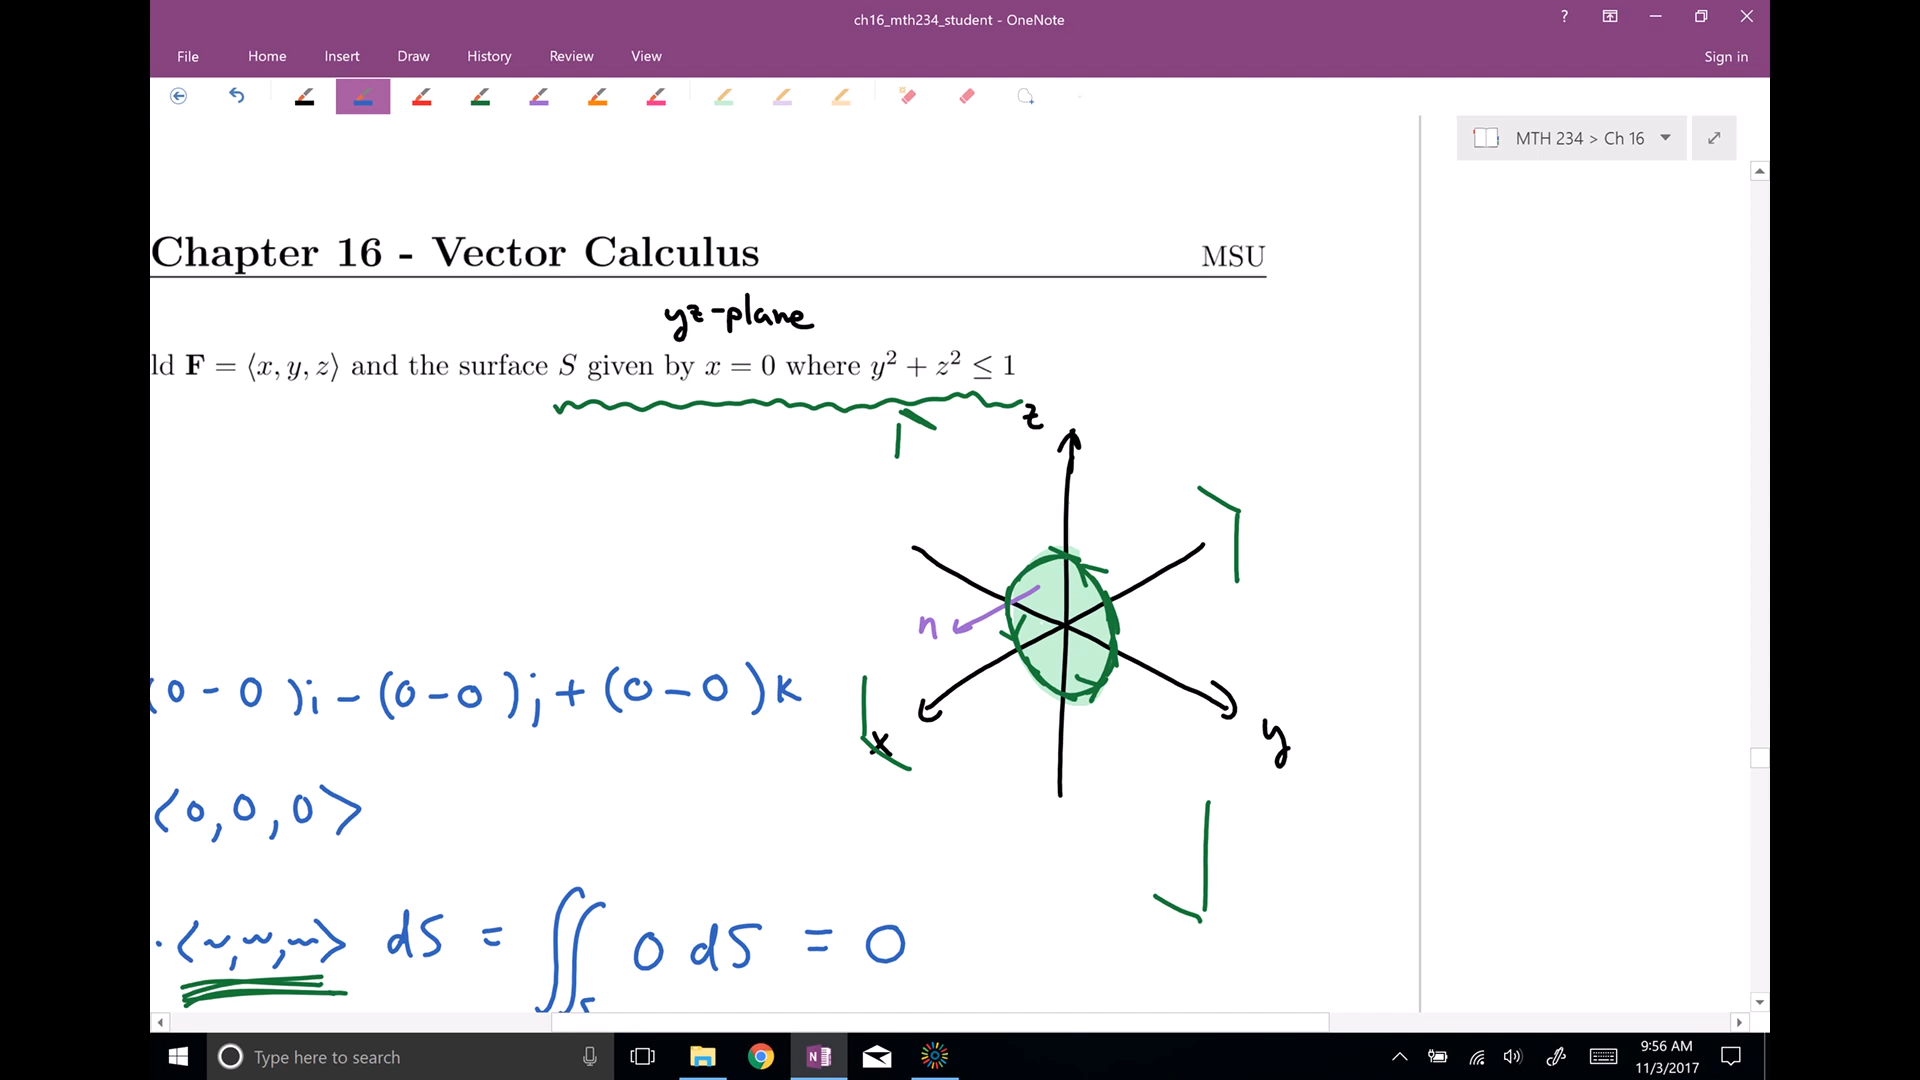 ch16_mth234_student - OneNote
File Home Insert Draw History Review View Sign in
MTH 234 > Ch 16
Chapter 16 - Vector Calculus MSU
yz-plane
ld F = ⟨x, y, z⟩ and the surface S given by x = 0 where y² + z² ≤ 1
z
n
(0 - 0)i - (0-0)j + (0-0)k
x
y
<0,0,0>
· <~,~,~> dS = ∬_S 0 dS = 0
Type here to search
9:56 AM
11/3/2017